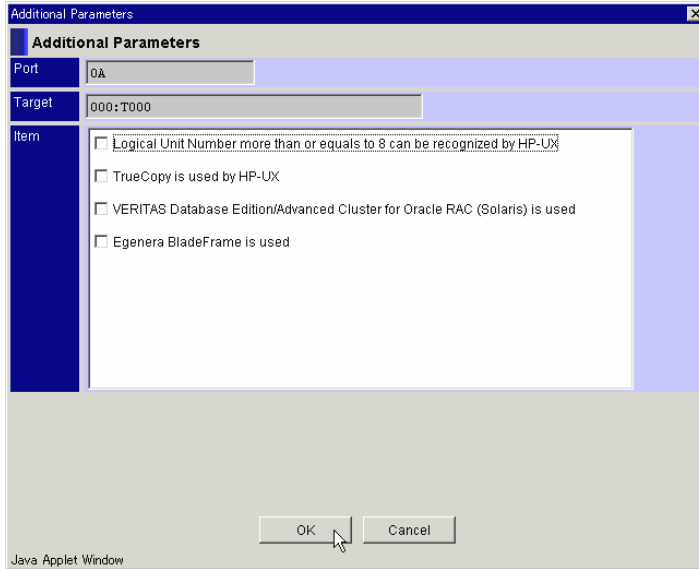 Additional Parameters
Additional Parameters
Port
0A
Target
000:T000
Item
Logical Unit Number more than or equals to 8 can be recognized by HP-UX
TrueCopy is used by HP-UX
VERITAS Database Edition/Advanced Cluster for Oracle RAC (Solaris) is used
Egenera BladeFrame is used
OK
Cancel
Java Applet Window